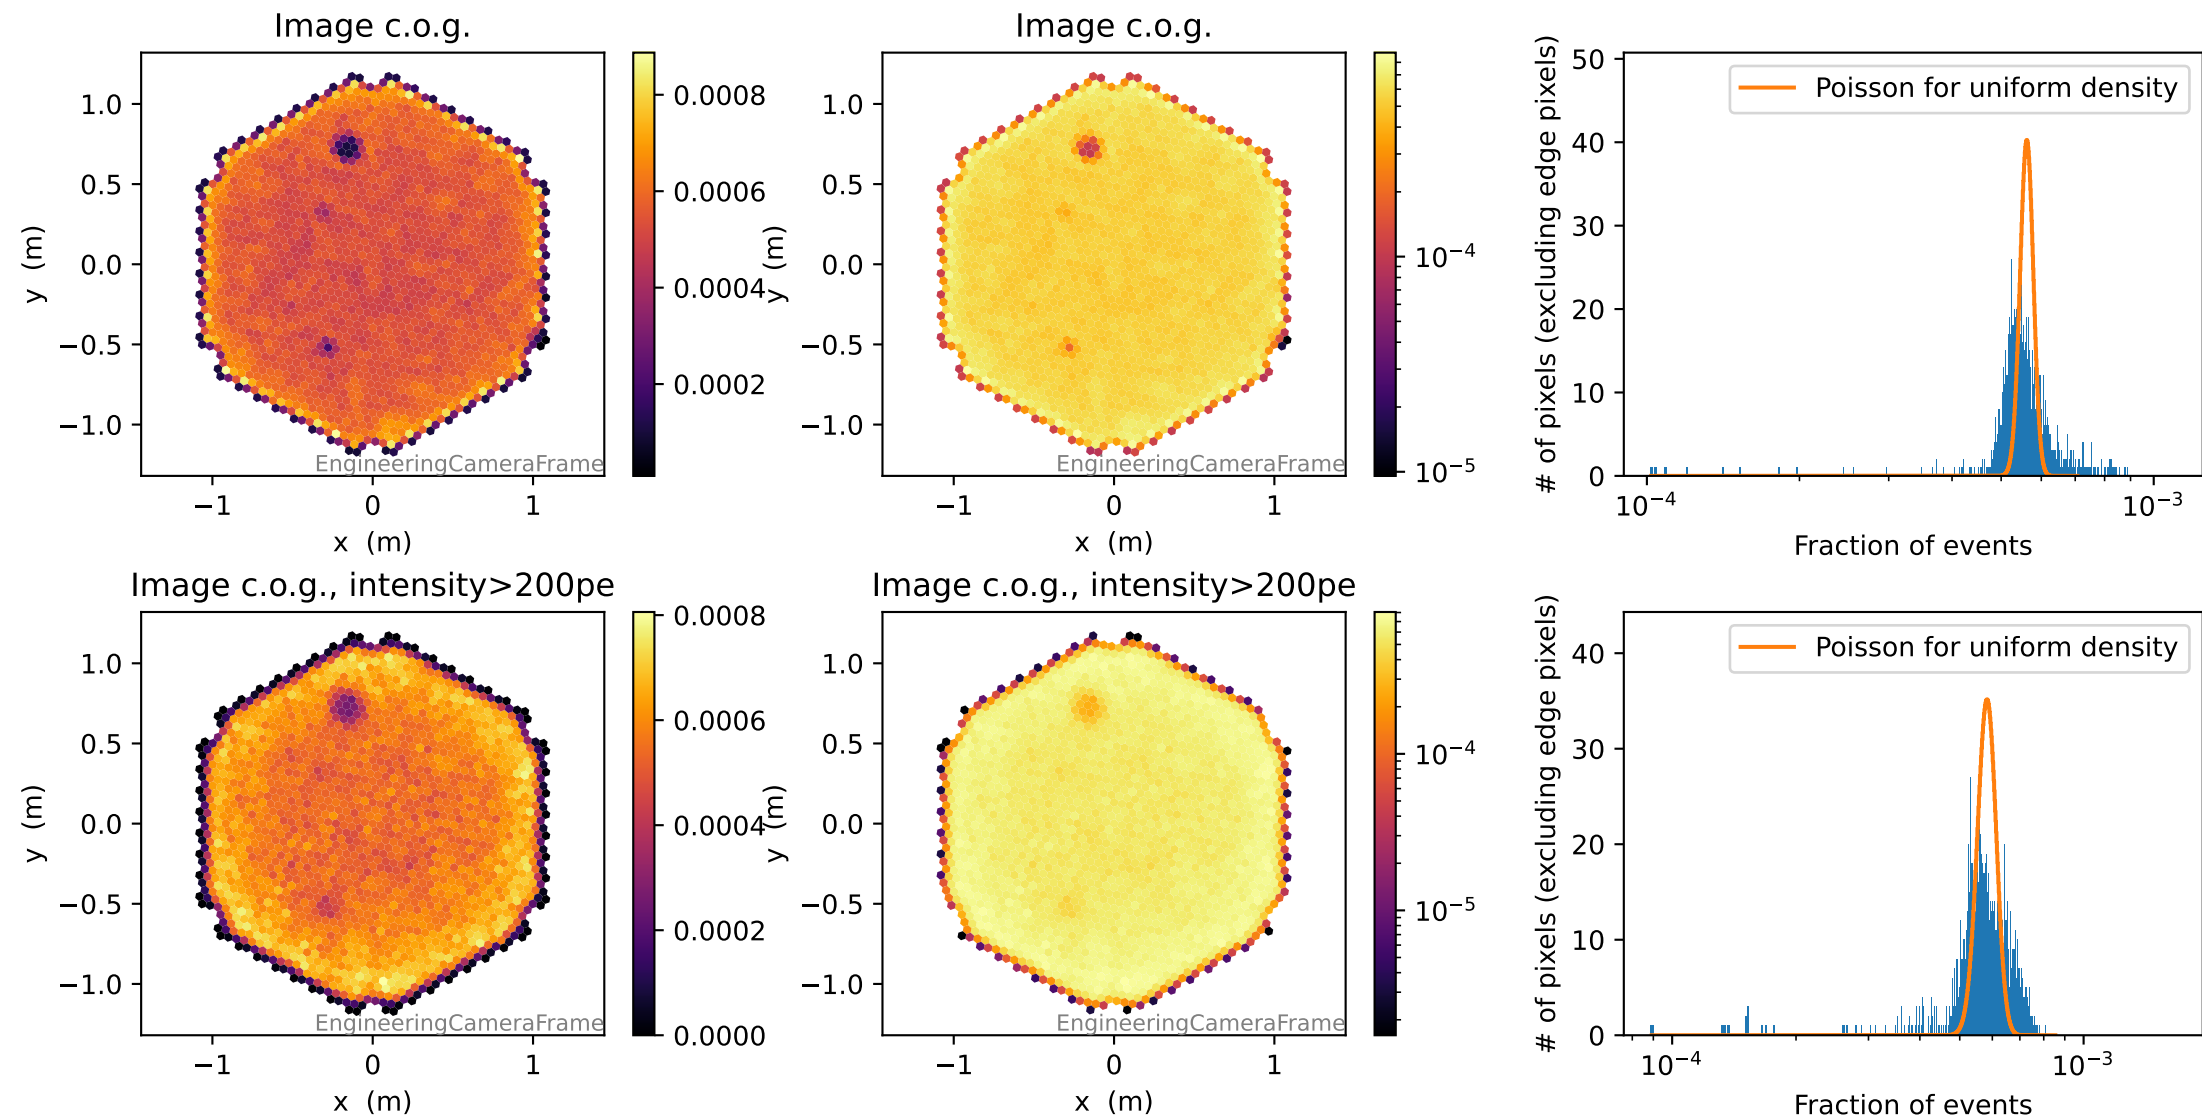 Image c.o.g.
1.0
0.5
0.0
−0.5
−1.0
y (m)
−1
0
1
x (m)
EngineeringCameraFrame
0.0008
0.0006
0.0004
0.0002
Image c.o.g.
1.0
0.5
0.0
−0.5
−1.0
y (m)
−1
0
1
x (m)
EngineeringCameraFrame
10⁻⁴
10⁻⁵
# of pixels (excluding edge pixels)
50
40
30
20
10
0
Poisson for uniform density
10⁻⁴
10⁻³
Fraction of events
Image c.o.g., intensity>200pe
1.0
0.5
0.0
−0.5
−1.0
y (m)
−1
0
1
x (m)
EngineeringCameraFrame
0.0008
0.0006
0.0004
0.0002
0.0000
Image c.o.g., intensity>200pe
1.0
0.5
0.0
−0.5
−1.0
y (m)
−1
0
1
x (m)
EngineeringCameraFrame
10⁻⁴
10⁻⁵
# of pixels (excluding edge pixels)
40
30
20
10
0
Poisson for uniform density
10⁻⁴
10⁻³
Fraction of events